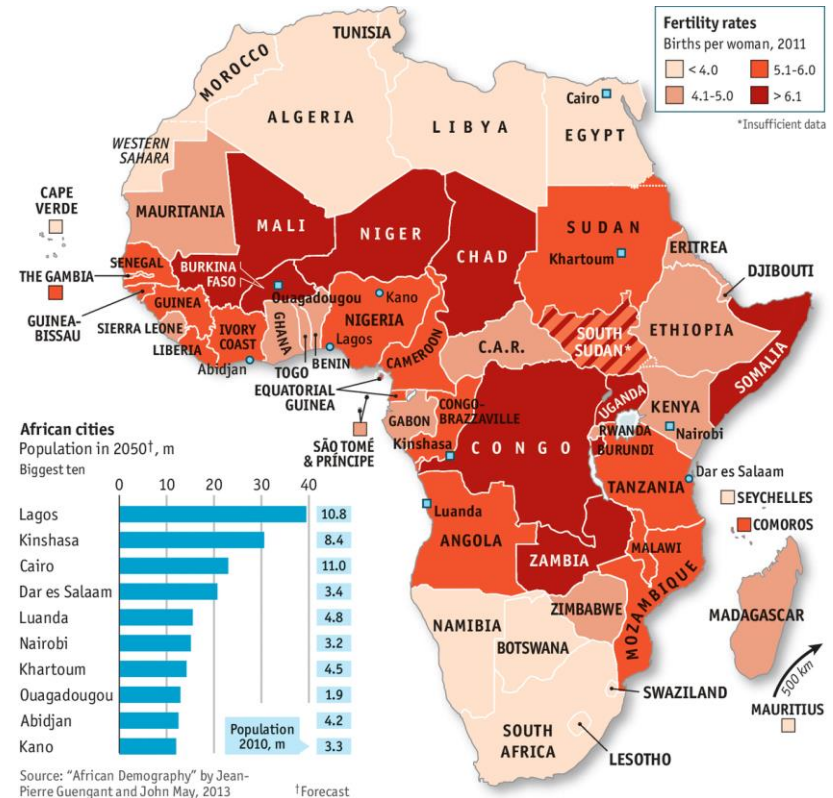 Fertility rates
Births per woman, 2011
< 4.0
5.1-6.0
4.1-5.0
> 6.1
*Insufficient data
TUNISIA
MOROCCO
ALGERIA
LIBYA
Cairo
EGYPT
WESTERN
SAHARA
CAPE
VERDE
MAURITANIA
MALI
NIGER
CHAD
SUDAN
Khartoum
ERITREA
DJIBOUTI
SENEGAL
THE GAMBIA
BURKINA
FASO
Ouagadougou
Kano
GUINEA-
BISSAU
GUINEA
SIERRA LEONE
LIBERIA
IVORY
COAST
Abidjan
GHANA
TOGO
BENIN
Lagos
NIGERIA
CAMEROON
C.A.R.
SOUTH
SUDAN*
ETHIOPIA
SOMALIA
EQUATORIAL
GUINEA
GABON
CONGO-
BRAZZAVILLE
SÃO TOMÉ
& PRÍNCIPE
Kinshasa
CONGO
UGANDA
KENYA
RWANDA
Nairobi
BURUNDI
Dar es Salaam
TANZANIA
SEYCHELLES
COMOROS
Luanda
ANGOLA
ZAMBIA
MALAWI
MOZAMBIQUE
ZIMBABWE
MADAGASCAR
NAMIBIA
BOTSWANA
SWAZILAND
500 km
MAURITIUS
SOUTH
AFRICA
LESOTHO
African cities
Population in 2050†, m
Biggest ten
0 10 20 30 40
Lagos 10.8
Kinshasa 8.4
Cairo 11.0
Dar es Salaam 3.4
Luanda 4.8
Nairobi 3.2
Khartoum 4.5
Ouagadougou 1.9
Abidjan 4.2
Kano 3.3
Population
2010, m
Source: "African Demography" by Jean-
Pierre Guengant and John May, 2013
†Forecast